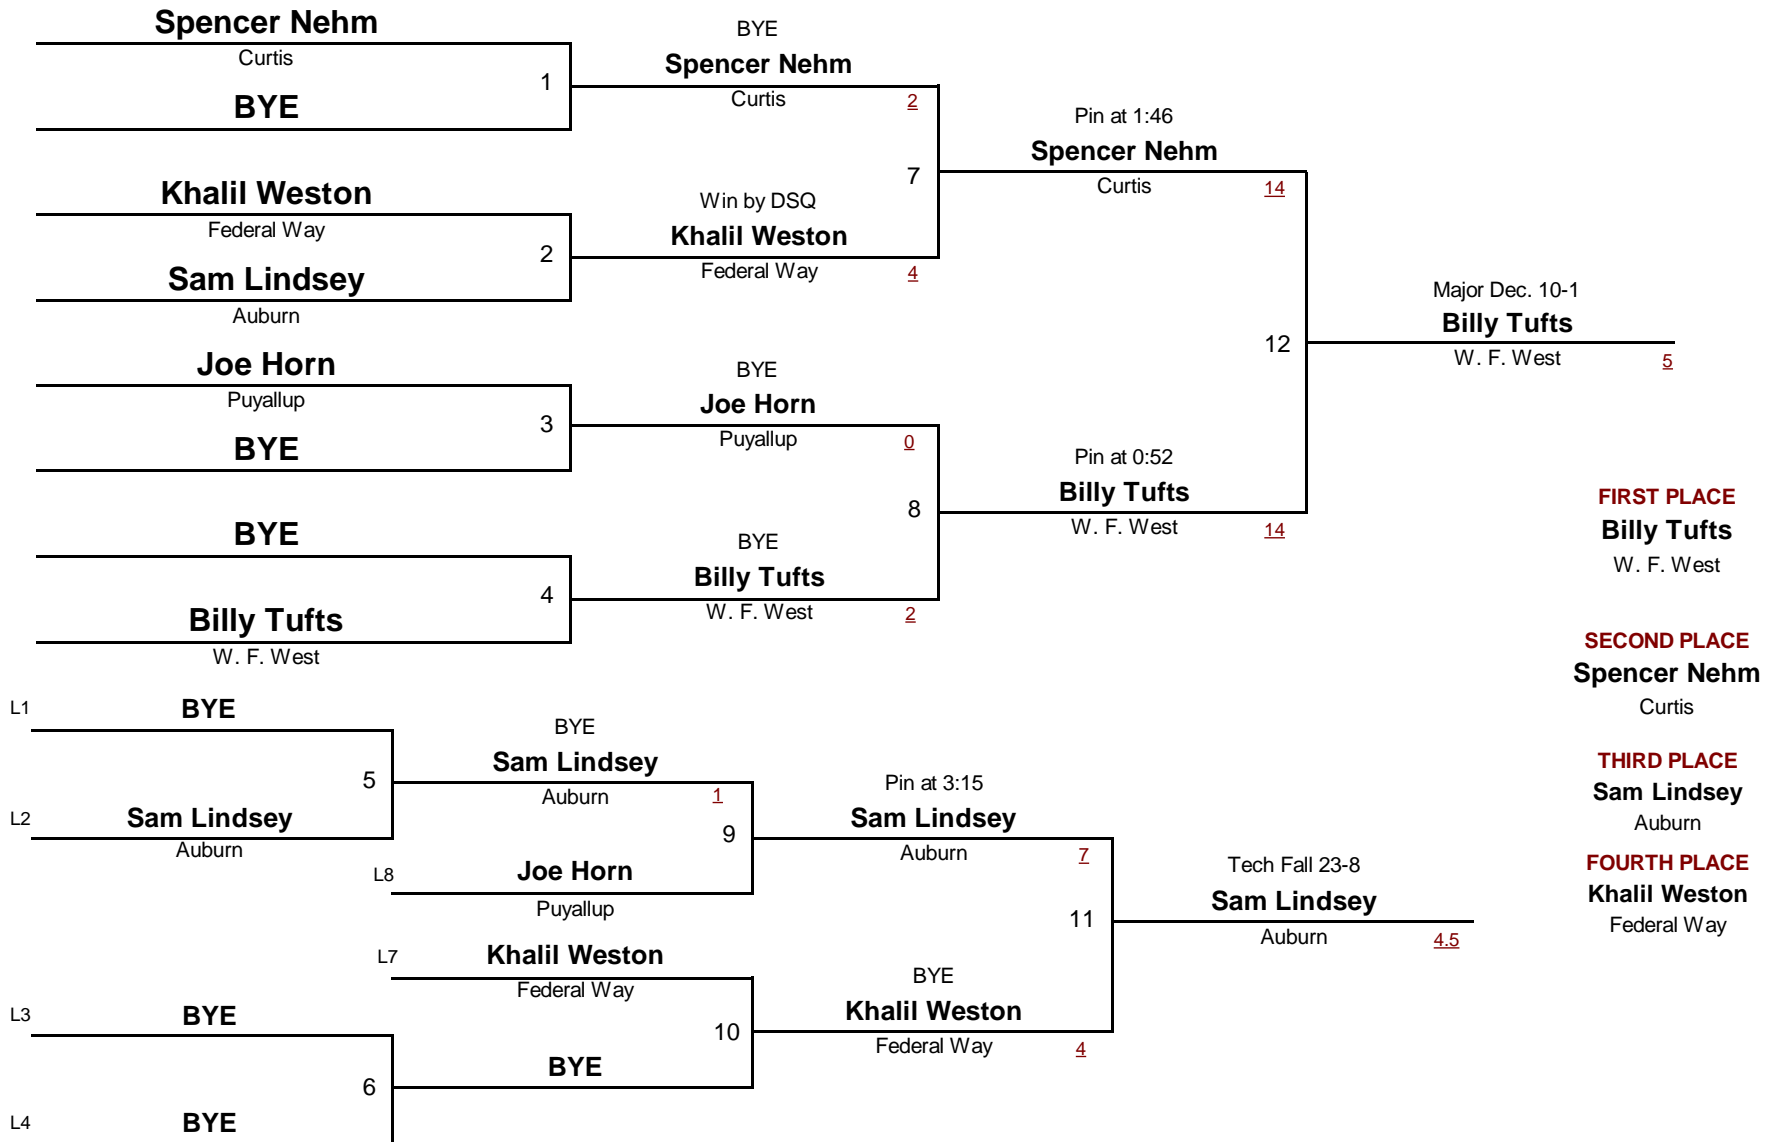 Spencer Nehm
Curtis
1
BYE
BYE
Spencer Nehm
Curtis
2
Khalil Weston
Federal Way
2
Sam Lindsey
Auburn
Win by DSQ
Khalil Weston
Federal Way
4
7
Pin at 1:46
Spencer Nehm
Curtis
14
Joe Horn
Puyallup
3
BYE
BYE
Joe Horn
Puyallup
0
BYE
4
Billy Tufts
W. F. West
BYE
Billy Tufts
W. F. West
2
8
Pin at 0:52
Billy Tufts
W. F. West
14
12
Major Dec. 10-1
Billy Tufts
W. F. West
5
FIRST PLACE
Billy Tufts
W. F. West
SECOND PLACE
Spencer Nehm
Curtis
THIRD PLACE
Sam Lindsey
Auburn
FOURTH PLACE
Khalil Weston
Federal Way
L1
BYE
5
L2
Sam Lindsey
Auburn
BYE
Sam Lindsey
Auburn
1
9
L8
Joe Horn
Puyallup
Pin at 3:15
Sam Lindsey
Auburn
7
L7
Khalil Weston
Federal Way
10
BYE
L3
BYE
6
L4
BYE
BYE
Khalil Weston
Federal Way
4
11
Tech Fall 23-8
Sam Lindsey
Auburn
4.5